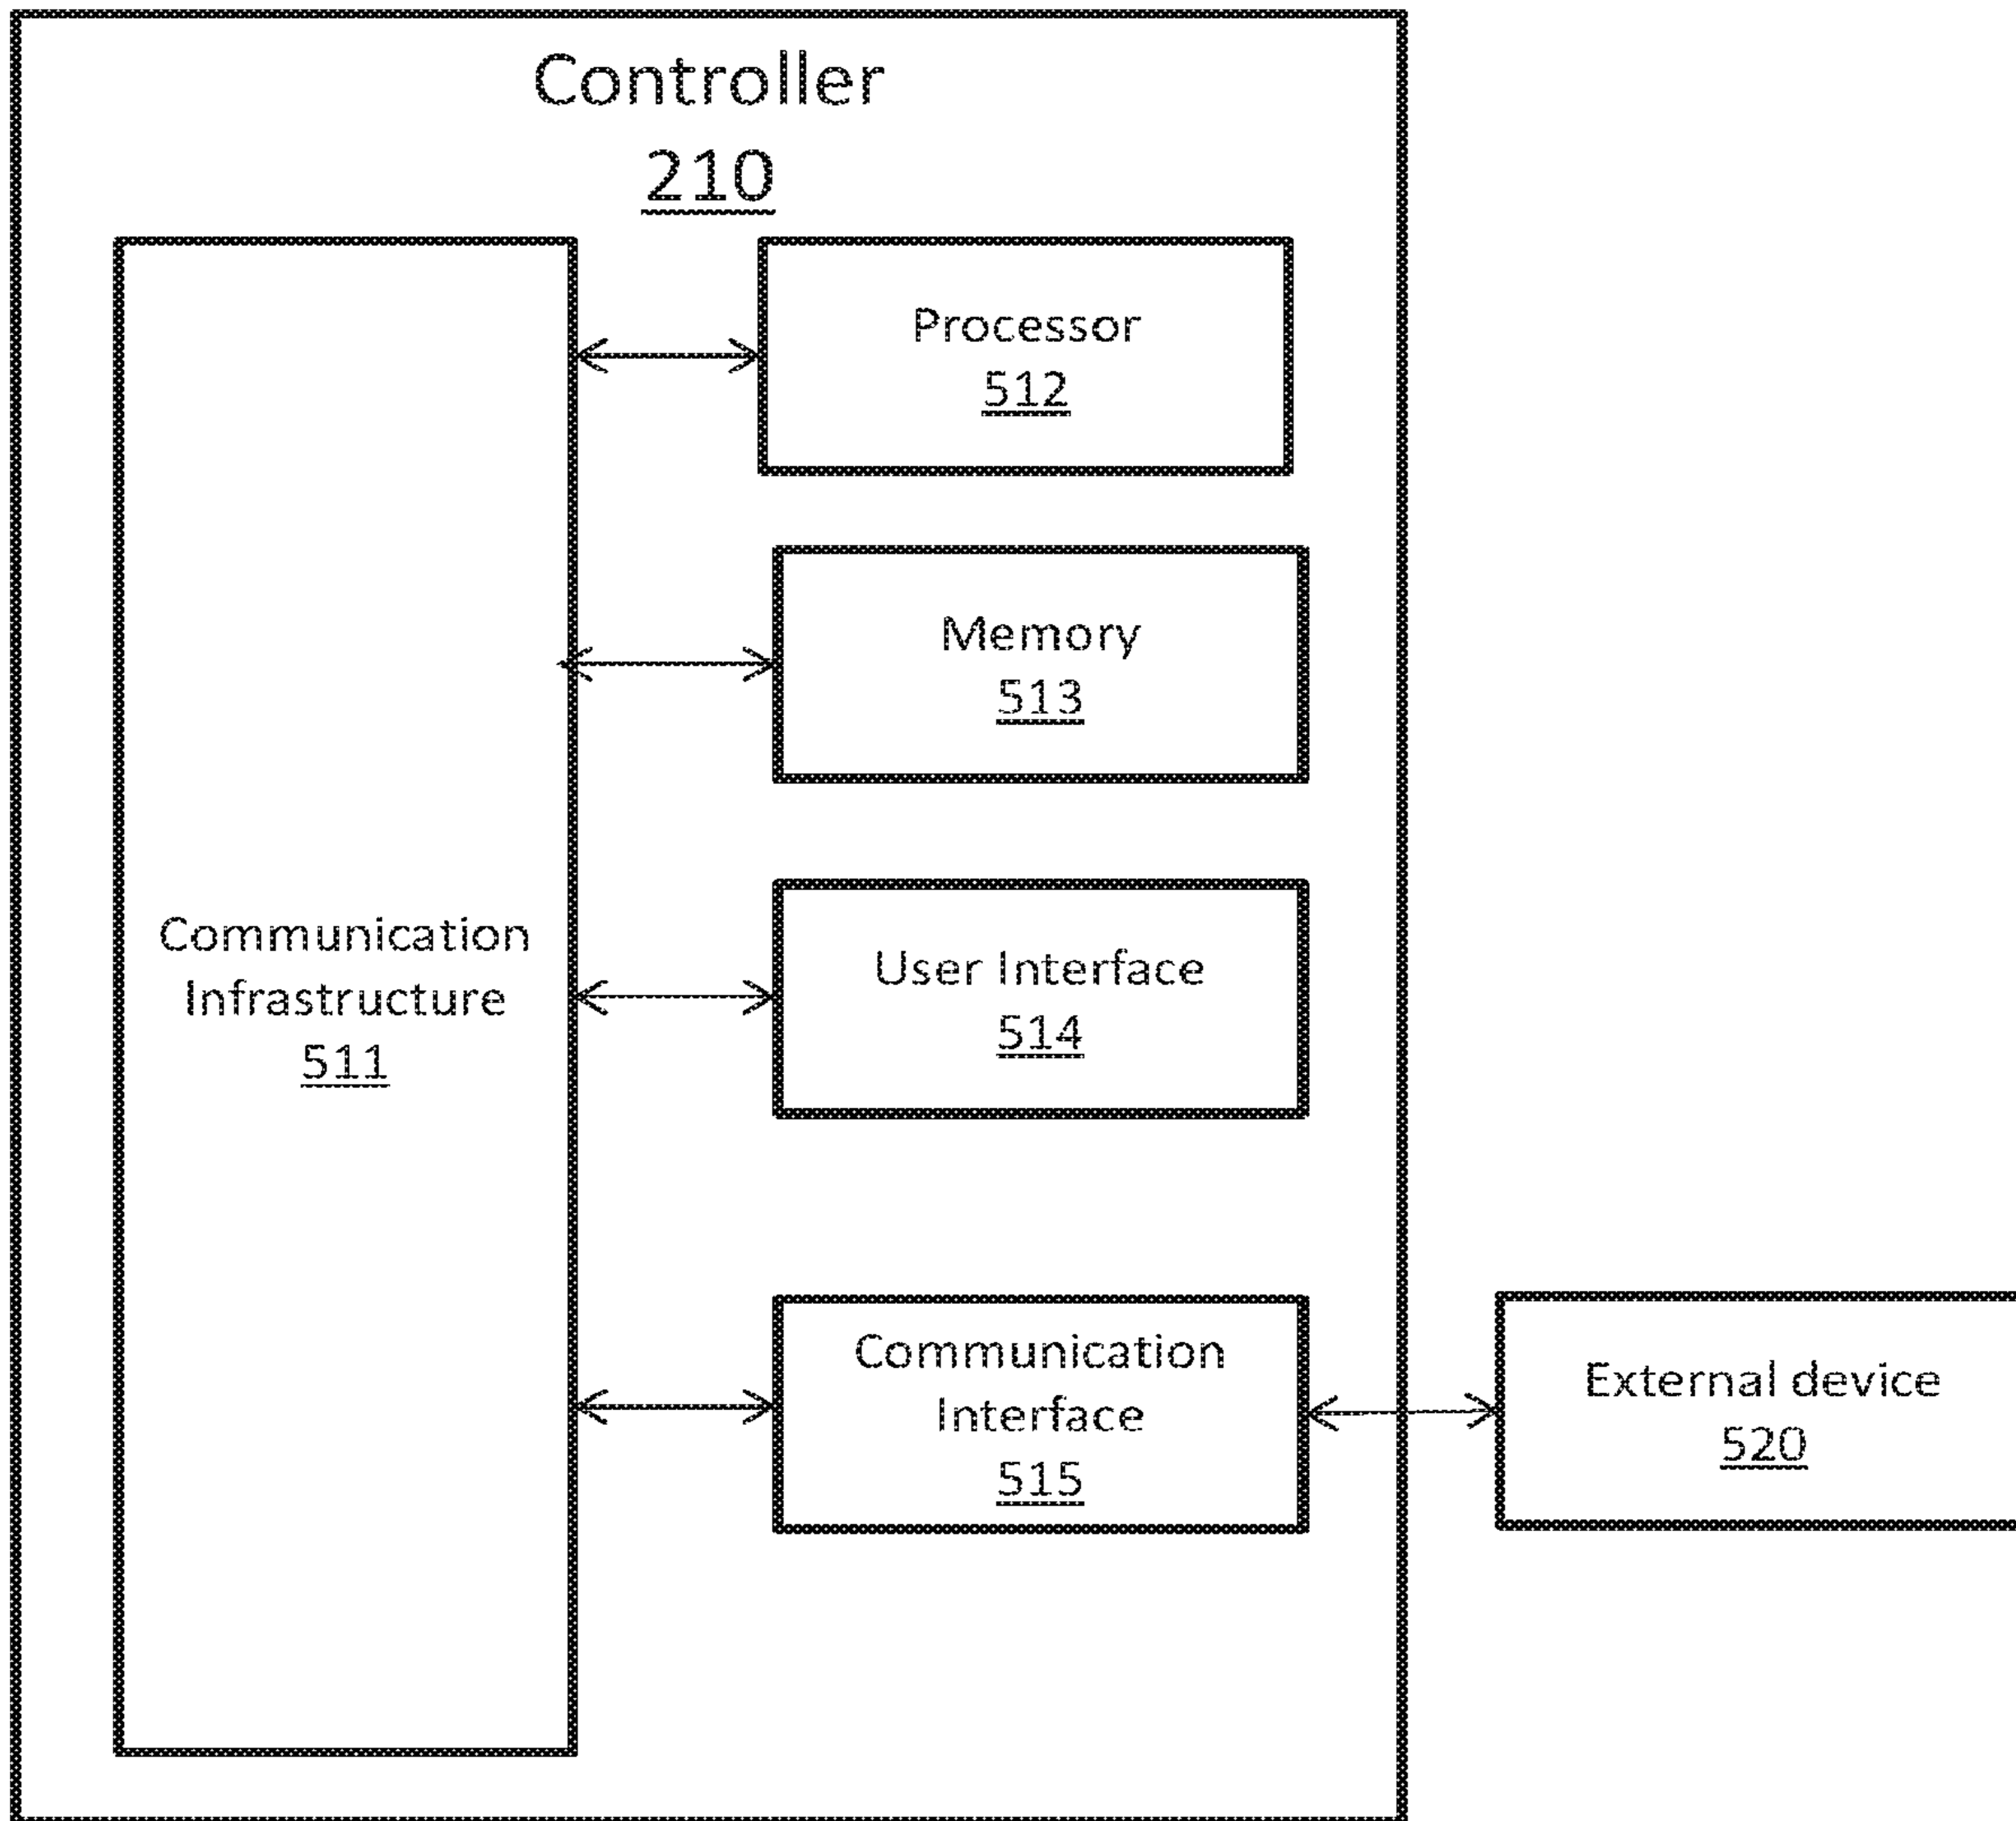 Controller
210
Processor
512
Memory
513
Communication
Infrastructure
511
User Interface
514
Communication
Interface
515
External device
520